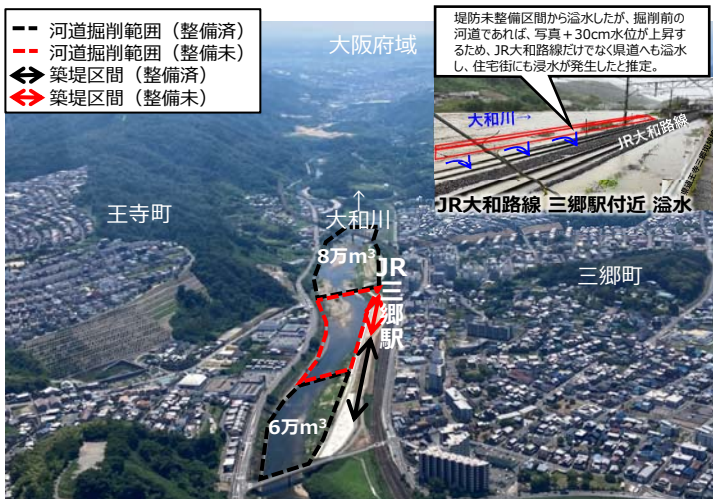 河道掘削範囲（整備済）
河道掘削範囲（整備未）
築堤区間（整備済）
築堤区間（整備未）
大阪府域
堤防未整備区間から溢水したが、掘削前の
河道であれば、写真＋30cm水位が上昇す
るため、JR大和路線だけでなく県道へも溢水
し、住宅街にも浸水が発生したと推定。
大和川→
JR大和路線
JR大和路線 三郷駅付近 溢水
王寺町
↑
大和川
8万m³
JR三郷駅
三郷町
6万m³